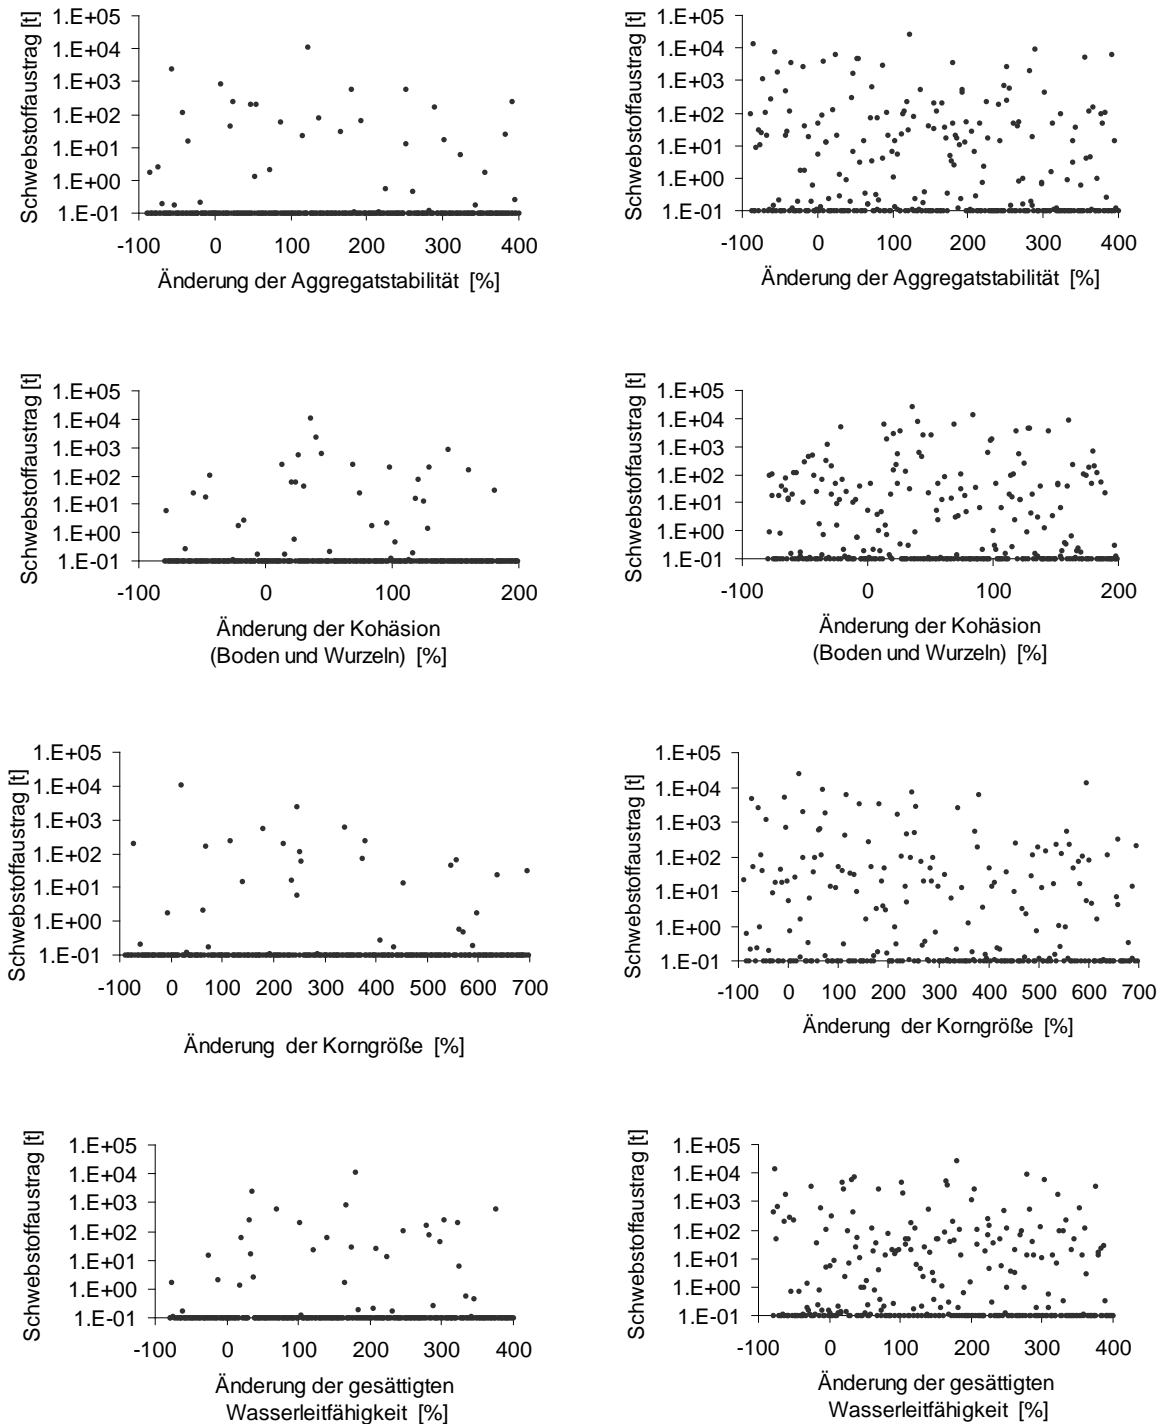 Schwebstoffaustrag [t]
1.E+05
1.E+04
1.E+03
1.E+02
1.E+01
1.E+00
1.E-01
-100 0 100 200 300 400
Änderung der Aggregatstabilität [%]
Schwebstoffaustrag [t]
1.E+05
1.E+04
1.E+03
1.E+02
1.E+01
1.E+00
1.E-01
-100 0 100 200 300 400
Änderung der Aggregatstabilität [%]
Schwebstoffaustrag [t]
1.E+05
1.E+04
1.E+03
1.E+02
1.E+01
1.E+00
1.E-01
-100 0 100 200
Änderung der Kohäsion
(Boden und Wurzeln) [%]
Schwebstoffaustrag [t]
1.E+05
1.E+04
1.E+03
1.E+02
1.E+01
1.E+00
1.E-01
-100 0 100 200
Änderung der Kohäsion
(Boden und Wurzeln) [%]
Schwebstoffaustrag [t]
1.E+05
1.E+04
1.E+03
1.E+02
1.E+01
1.E+00
1.E-01
-100 0 100 200 300 400 500 600 700
Änderung der Korngröße [%]
Schwebstoffaustrag [t]
1.E+05
1.E+04
1.E+03
1.E+02
1.E+01
1.E+00
1.E-01
-100 0 100 200 300 400 500 600 700
Änderung der Korngröße [%]
Schwebstoffaustrag [t]
1.E+05
1.E+04
1.E+03
1.E+02
1.E+01
1.E+00
1.E-01
-100 0 100 200 300 400
Änderung der gesättigten
Wasserleitfähigkeit [%]
Schwebstoffaustrag [t]
1.E+05
1.E+04
1.E+03
1.E+02
1.E+01
1.E+00
1.E-01
-100 0 100 200 300 400
Änderung der gesättigten
Wasserleitfähigkeit [%]